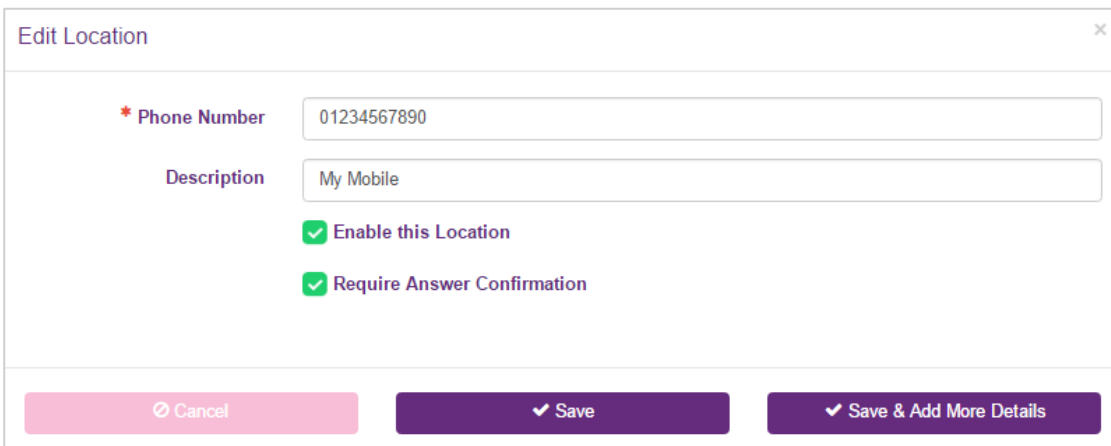 Edit Location
×
* Phone Number 01234567890
Description My Mobile
Enable this Location
Require Answer Confirmation
Cancel Save Save & Add More Details